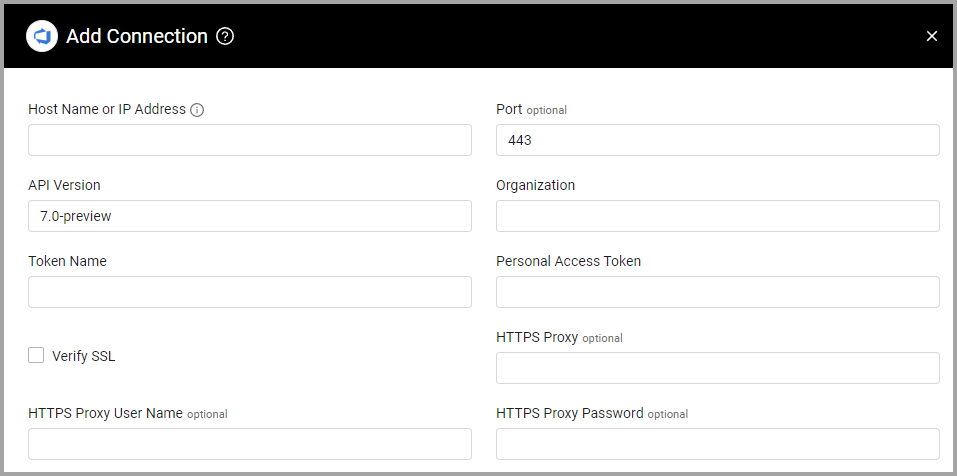 Add Connection
Host Name or IP Address
Port optional
443
API Version
Organization
7.0-preview
Token Name
Personal Access Token
Verify SSL
HTTPS Proxy optional
HTTPS Proxy User Name optional
HTTPS Proxy Password optional